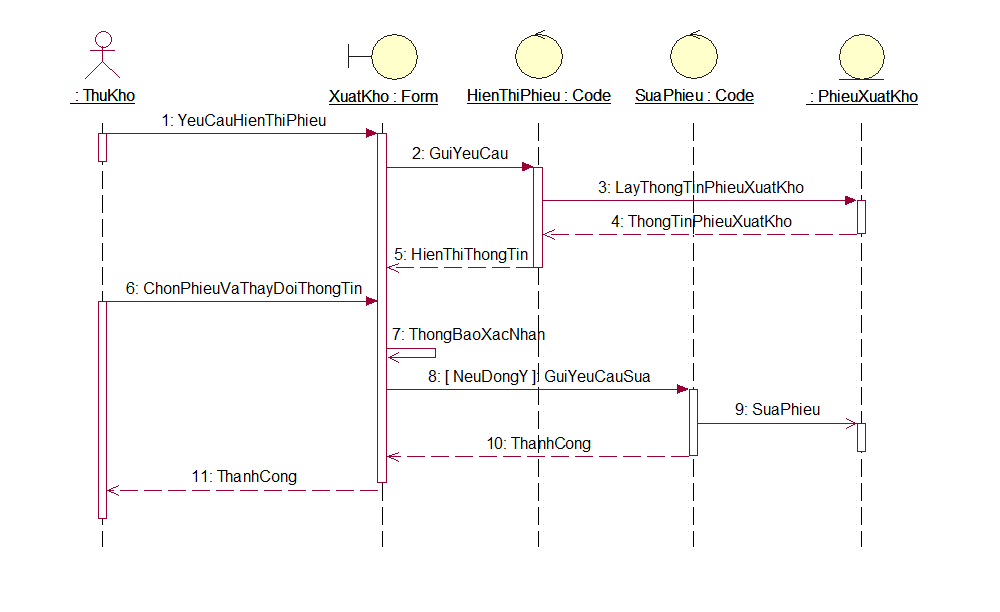 : ThuKho
XuatKho : Form
HienThiPhieu : Code
SuaPhieu : Code
: PhieuXuatKho
1: YeuCauHienThiPhieu
2: GuiYeuCau
3: LayThongTinPhieuXuatKho
4: ThongTinPhieuXuatKho
5: HienThiThongTin
6: ChonPhieuVaThayDoiThongTin
7: ThongBaoXacNhan
8: [ NeuDongY ]: GuiYeuCauSua
9: SuaPhieu
10: ThanhCong
11: ThanhCong